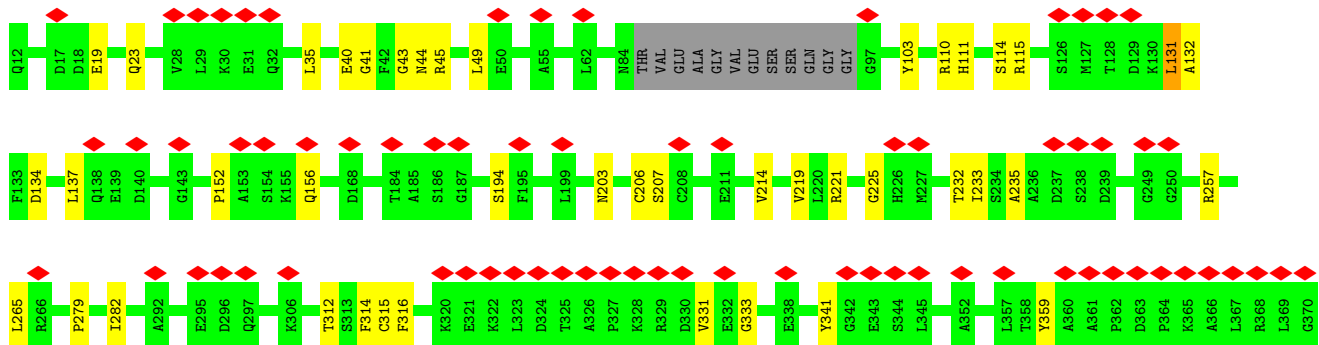 Q12 D17 D18 E19 Q23 V28 L29 K30 E31 Q32 L35 E40 G41 F42 G43 N44 R45 L49 E50 A55 L62 N84 THR VAL GLU ALA GLY VAL GLU SER SER GLN GLY GLY G97 Y103 R110 H111 S114 R115 S126 M127 T128 D129 K130 L131 A132
F133 D134 L137 Q138 E139 D140 G143 P152 A153 S154 K155 Q156 D168 T184 A185 S186 G187 S194 F195 L199 N203 C206 S207 C208 E211 V214 V219 L220 R221 G225 H226 M227 T232 I233 S234 A235 A236 D237 S238 D239 G249 G250 R257
L265 R266 P279 I282 A292 E295 D296 Q297 K306 T312 S313 F314 C315 F316 K320 E321 K322 L323 D324 T325 A326 P327 K328 R329 D330 V331 E332 G333 E338 Y341 G342 E343 S344 L345 A352 L357 T358 Y359 A360 A361 P362 D363 P364 K365 A366 L367 R368 L369 G370